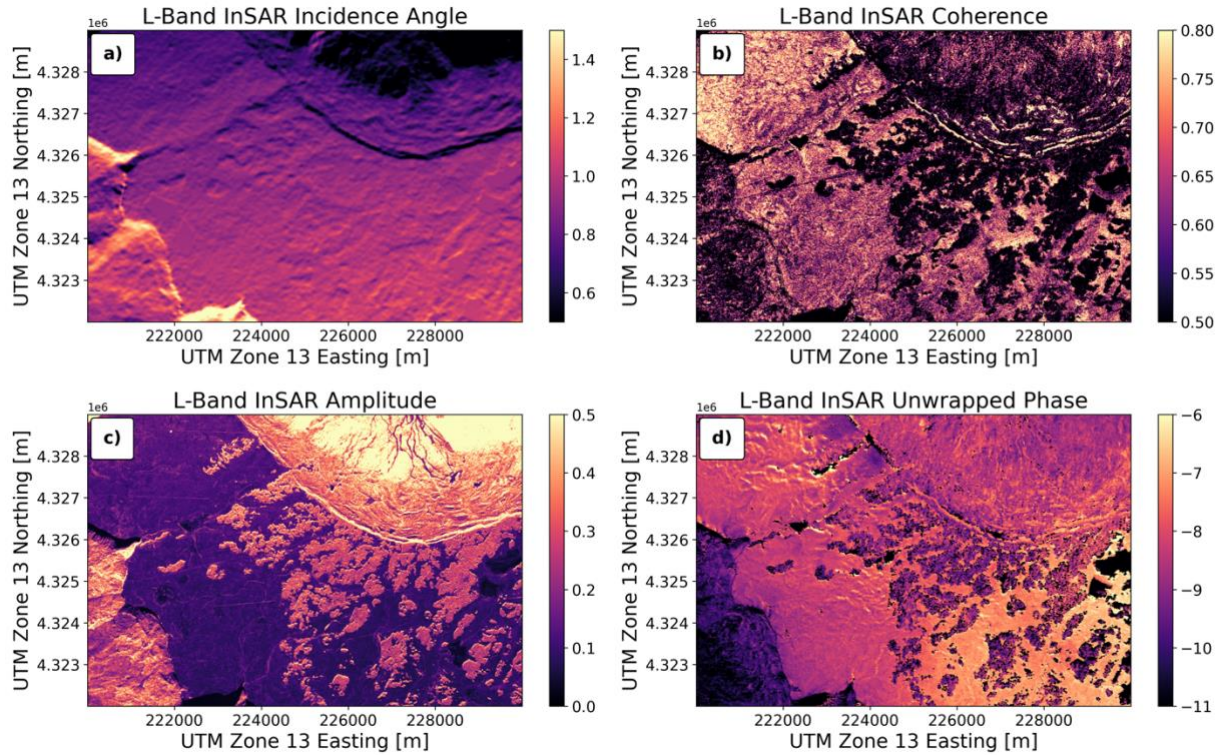 L-Band InSAR Incidence Angle
1e6
a)
4.328
4.327
4.326
4.325
4.324
4.323
UTM Zone 13 Northing [m]
222000 224000 226000 228000
UTM Zone 13 Easting [m]
1.4
1.2
1.0
0.8
0.6
L-Band InSAR Coherence
1e6
b)
4.328
4.327
4.326
4.325
4.324
4.323
UTM Zone 13 Northing [m]
222000 224000 226000 228000
UTM Zone 13 Easting [m]
0.80
0.75
0.70
0.65
0.60
0.55
0.50
L-Band InSAR Amplitude
1e6
c)
4.328
4.327
4.326
4.325
4.324
4.323
UTM Zone 13 Northing [m]
222000 224000 226000 228000
UTM Zone 13 Easting [m]
0.5
0.4
0.3
0.2
0.1
0.0
L-Band InSAR Unwrapped Phase
1e6
d)
4.328
4.327
4.326
4.325
4.324
4.323
UTM Zone 13 Northing [m]
222000 224000 226000 228000
UTM Zone 13 Easting [m]
−6
−7
−8
−9
−10
−11